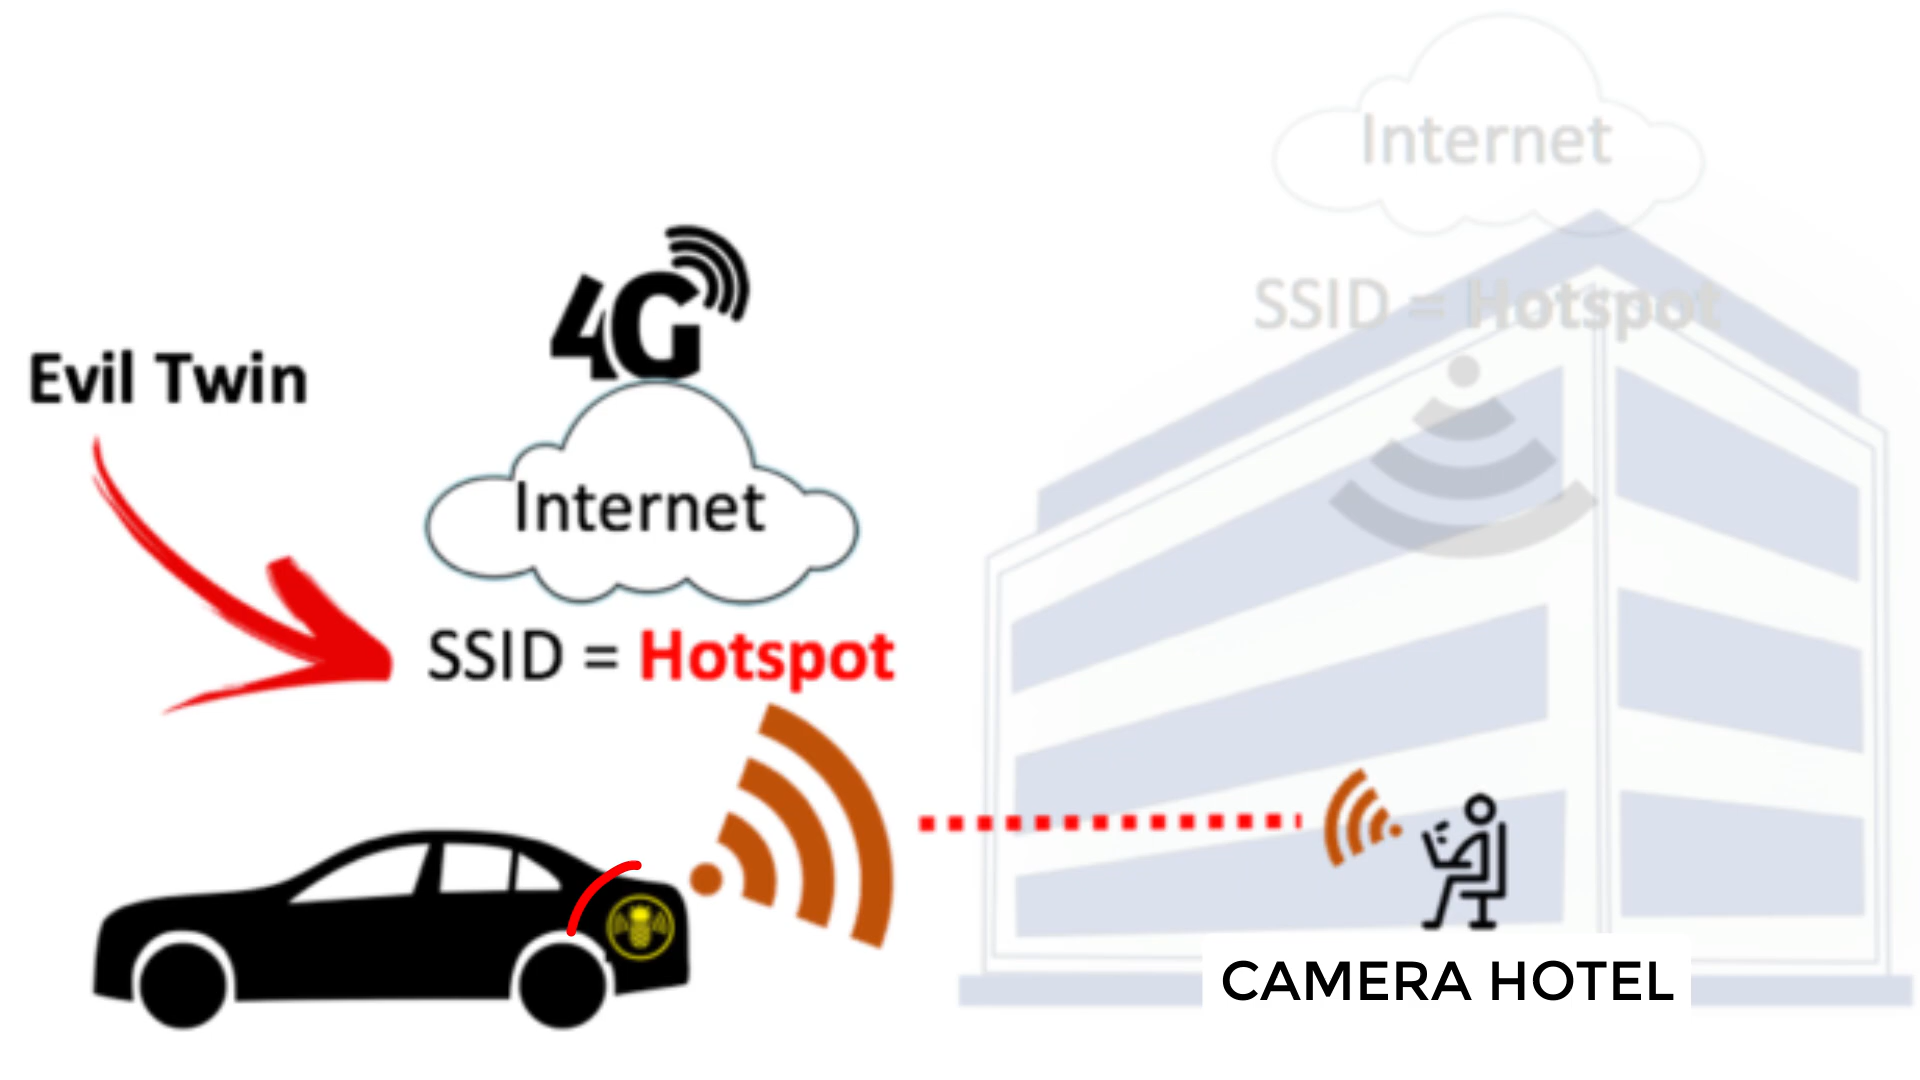 Internet
SSID = Hotspot
4G
Evil Twin
Internet
SSID = Hotspot
CAMERA HOTEL